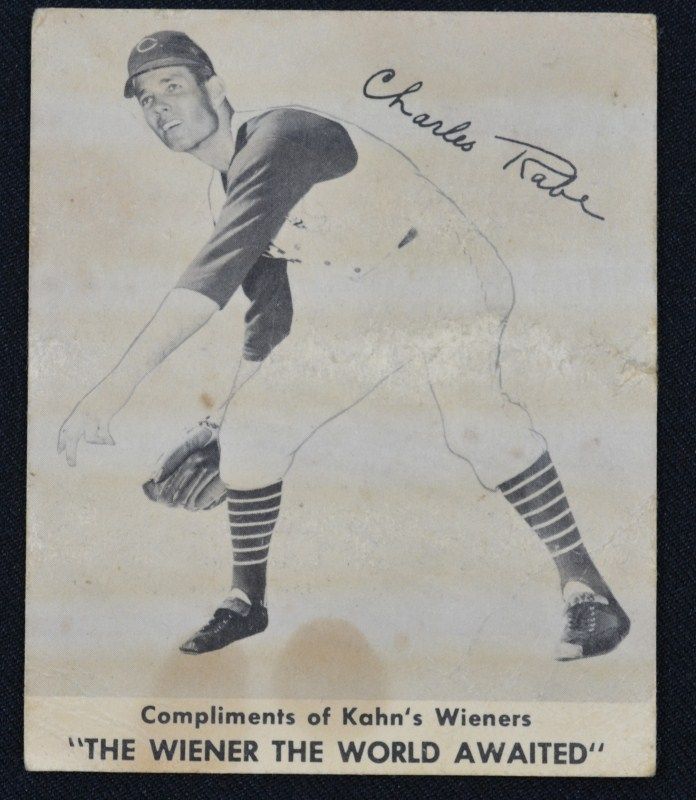 C
Charles Rabe
Compliments of Kahn's Wieners
"THE WIENER THE WORLD AWAITED"